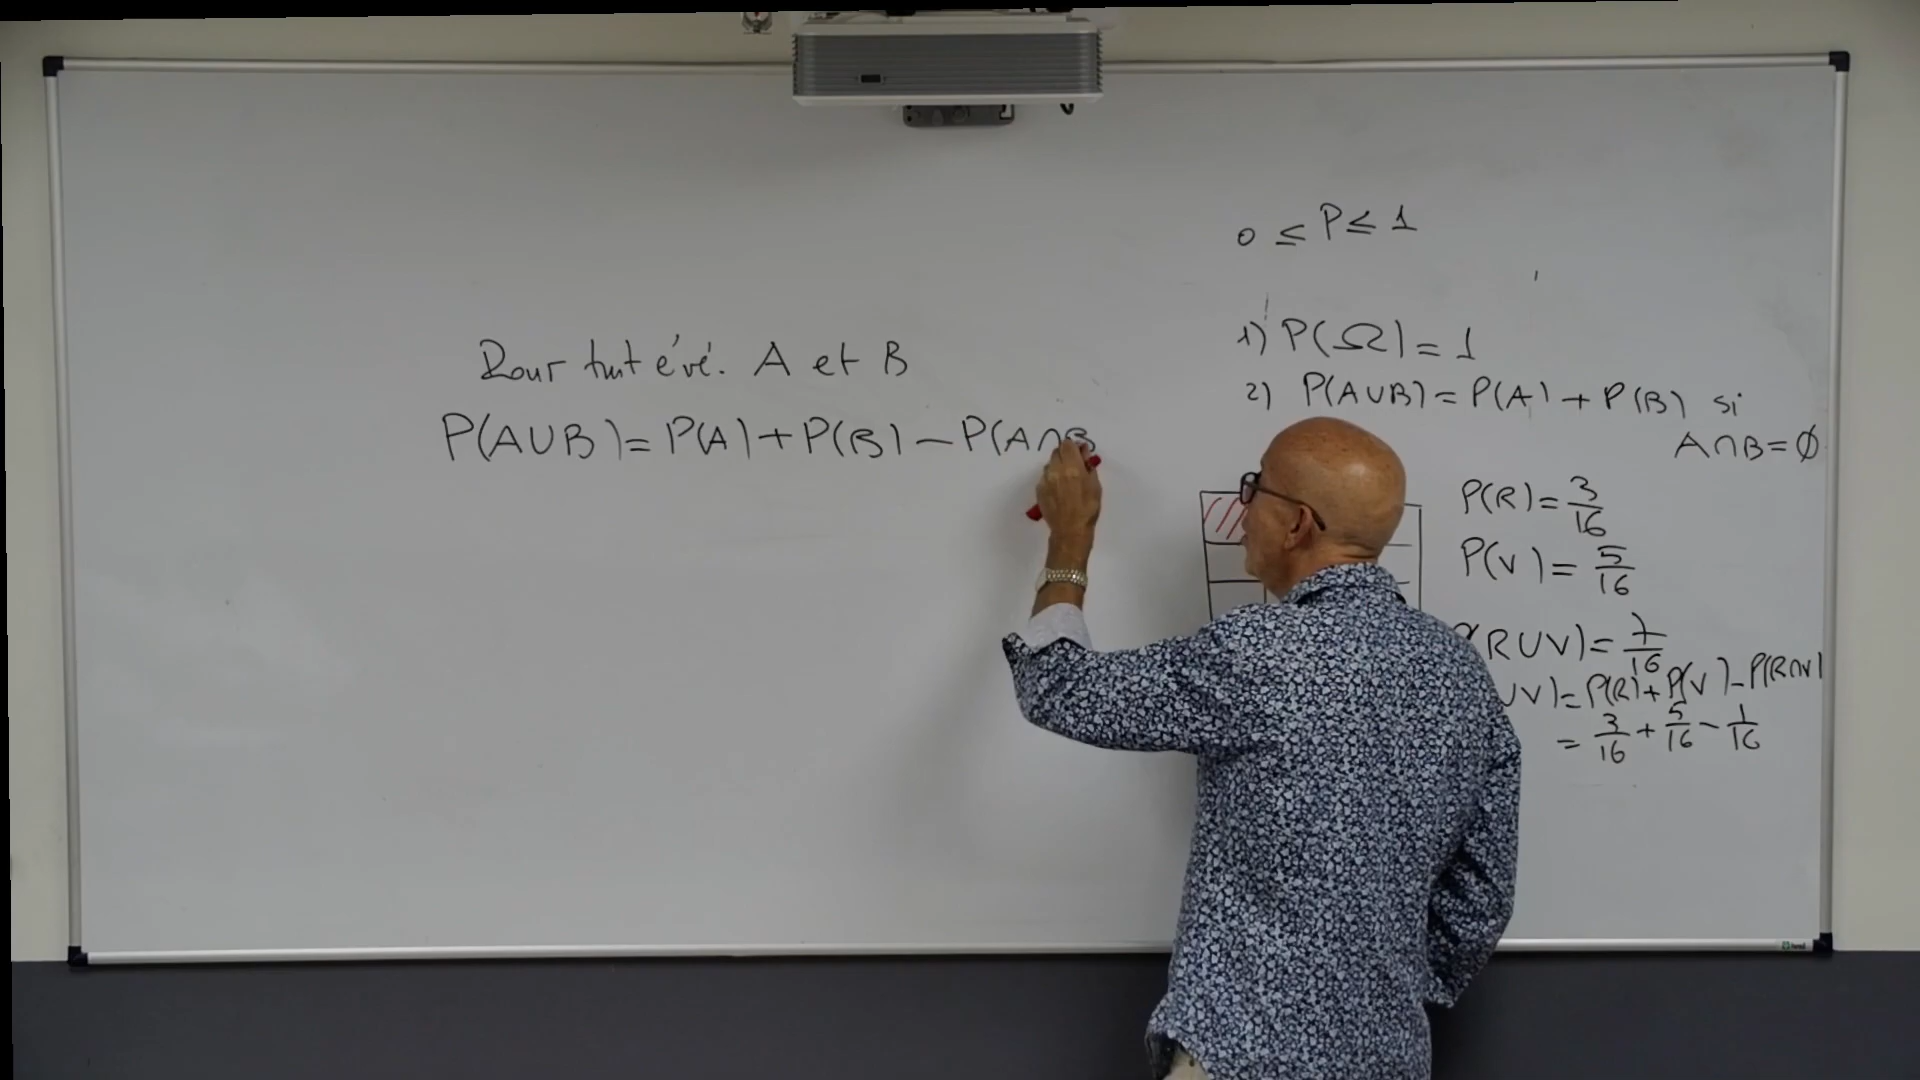 Pour tout évé. A et B
P(A∪B)=P(A)+P(B)-P(A∩B
0 ≤ P ≤ 1
1) P(Ω)=1
2) P(A∪B)=P(A)+P(B) si
A∩B=∅
P(R)=3/16
P(V)=5/16
P(R∪V)=7/16
∪V)=P(R)+P(V)-P(R∩V)
= 3/16 + 5/16 - 1/16